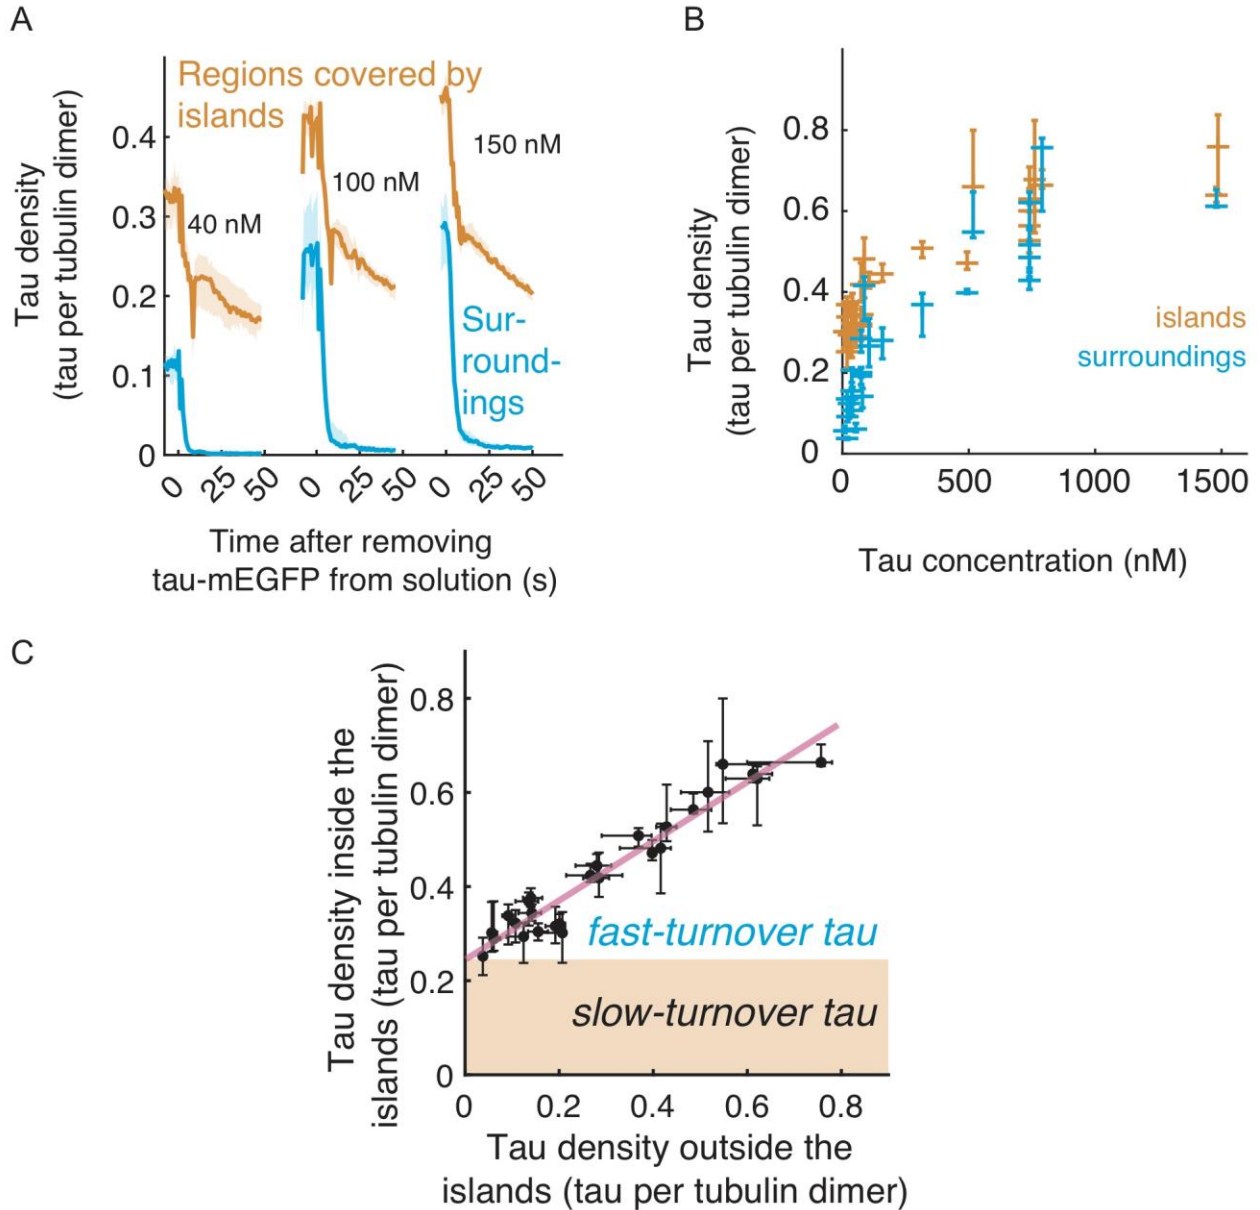 A
Regions covered by
islands
Tau density
(tau per tubulin dimer)
0.4
0.3
0.2
0.1
0
40 nM
100 nM
150 nM
Sur-
round-
ings
0 25 50 0 25 50 0 25 50
Time after removing
tau-mEGFP from solution (s)
B
Tau density
(tau per tubulin dimer)
0.8
0.6
0.4
0.2
0
islands
surroundings
0 500 1000 1500
Tau concentration (nM)
C
Tau density inside the
islands (tau per tubulin dimer)
0.8
0.6
0.4
0.2
0
fast-turnover tau
slow-turnover tau
0 0.2 0.4 0.6 0.8
Tau density outside the
islands (tau per tubulin dimer)